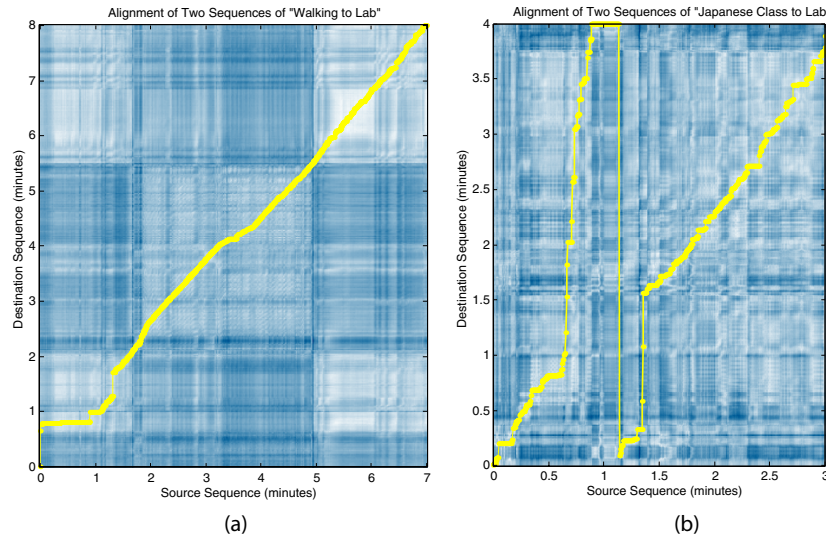 Alignment of Two Sequences of "Walking to Lab"
8
7
6
5
4
3
2
1
0
Destination Sequence (minutes)
0 1 2 3 4 5 6 7
Source Sequence (minutes)
(a)
Alignment of Two Sequences of "Japanese Class to Lab
4
3.5
3
2.5
2
1.5
1
0.5
0
Destination Sequence (minutes)
0 0.5 1 1.5 2 2.5 3
Source Sequence (minutes)
(b)